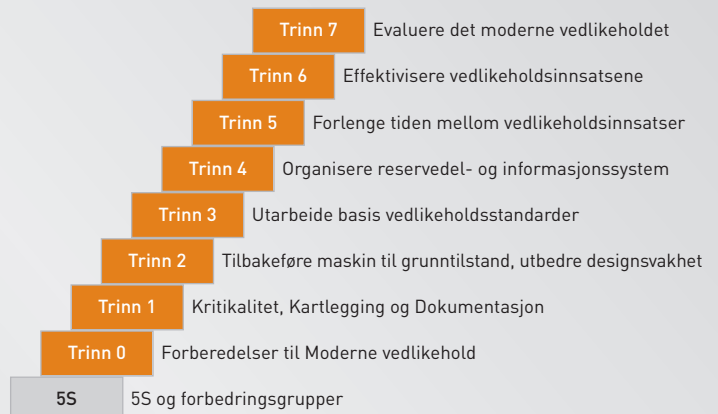 Trinn 7 Evaluere det moderne vedlikeholdet
Trinn 6 Effektivisere vedlikeholdsinnsatsene
Trinn 5 Forlenge tiden mellom vedlikeholdsinnsatser
Trinn 4 Organisere reservedel- og informasjonssystem
Trinn 3 Utarbeide basis vedlikeholdsstandarder
Trinn 2 Tilbakeføre maskin til grunntilstand, utbedre designsvakhet
Trinn 1 Kritikalitet, Kartlegging og Dokumentasjon
Trinn 0 Forberedelser til Moderne vedlikehold
5S 5S og forbedringsgrupper